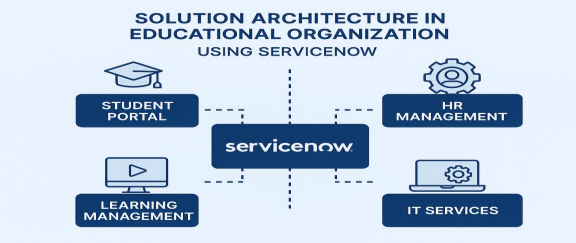 SOLUTION ARCHITECTURE IN
EDUCATIONAL ORGANIZATION
USING SERVICENOW
STUDENT
PORTAL
HR
MANAGEMENT
servicenow
LEARNING
MANAGEMENT
IT SERVICES